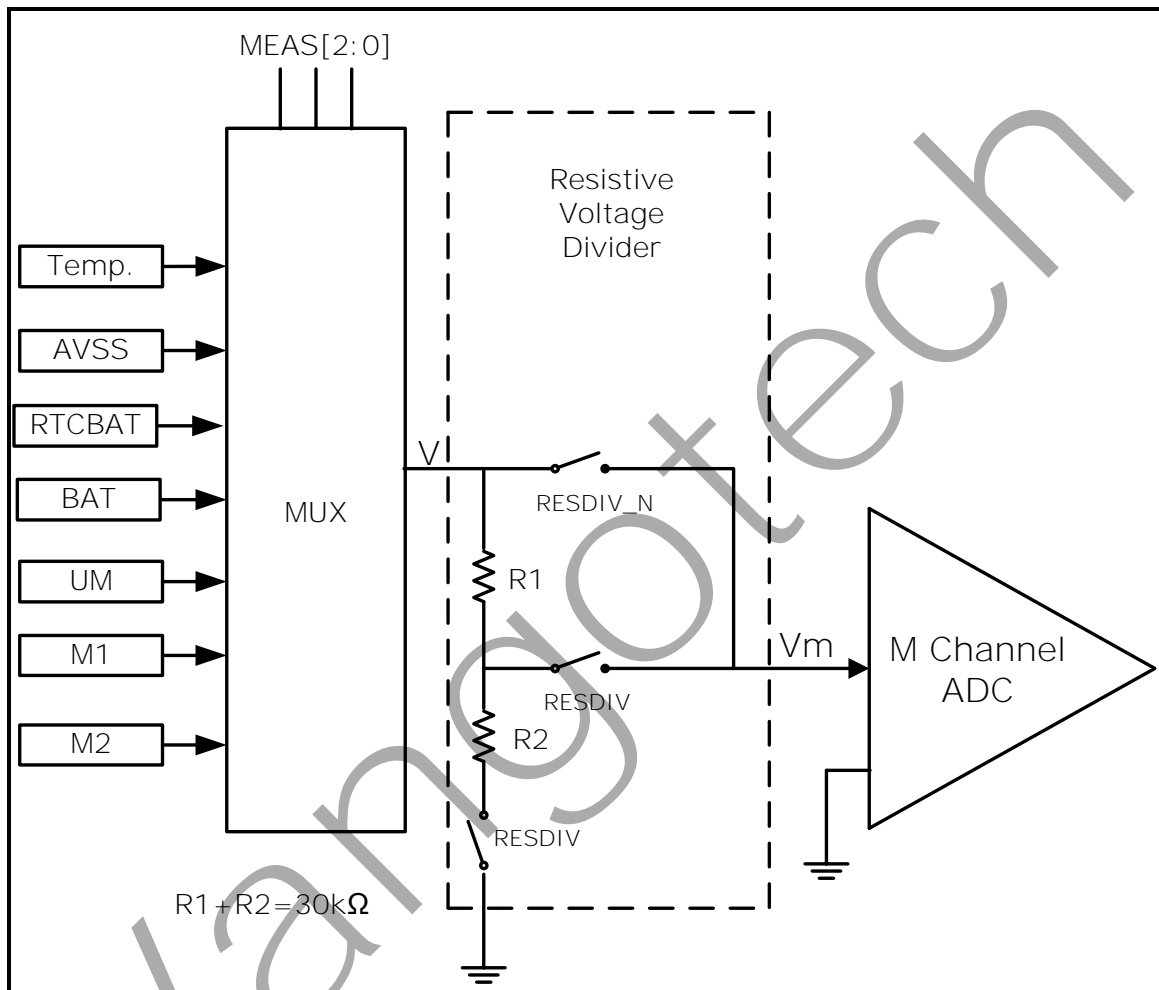 MEAS[2:0]
Resistive
Voltage
Divider
Temp.
AVSS
RTCBAT
BAT
UM
M1
M2
MUX
V
RESDIV_N
R1
RESDIV
R2
RESDIV
Vm
M Channel
ADC
R1+R2=30kΩ
Vangotech